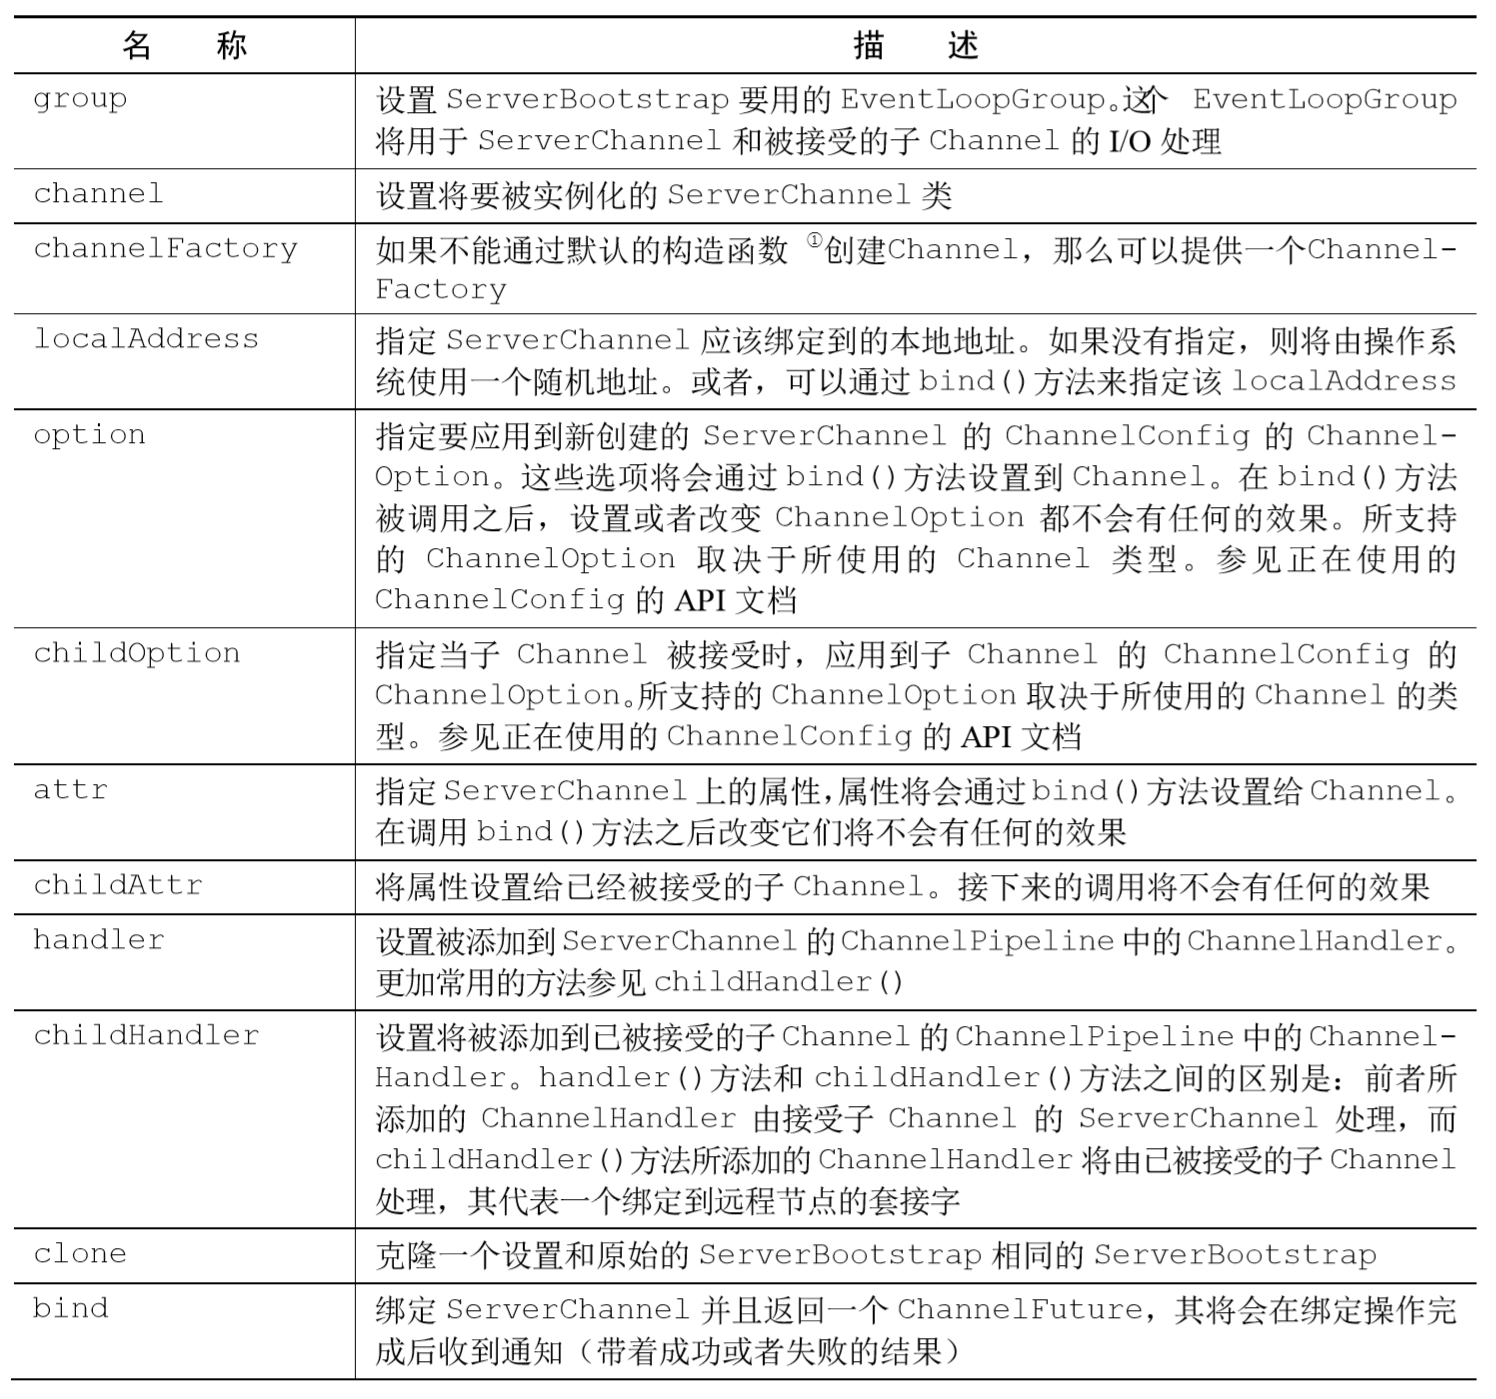 名 称 描 述
group 设置 ServerBootstrap 要用的 EventLoopGroup。这个 EventLoopGroup
将用于 ServerChannel 和被接受的子 Channel 的 I/O 处理
channel 设置将要被实例化的 ServerChannel 类
channelFactory 如果不能通过默认的构造函数①创建Channel，那么可以提供一个Channel-
Factory
localAddress 指定 ServerChannel 应该绑定到的本地地址。如果没有指定，则将由操作系
统使用一个随机地址。或者，可以通过 bind()方法来指定该 localAddress
option 指定要应用到新创建的 ServerChannel 的 ChannelConfig 的 Channel-
Option。这些选项将会通过 bind()方法设置到 Channel。在 bind()方法
被调用之后，设置或者改变 ChannelOption 都不会有任何的效果。所支持
的 ChannelOption 取决于所使用的 Channel 类型。参见正在使用的
ChannelConfig 的 API 文档
childOption 指定当子 Channel 被接受时，应用到子 Channel 的 ChannelConfig 的
ChannelOption。所支持的 ChannelOption 取决于所使用的 Channel 的类
型。参见正在使用的 ChannelConfig 的 API 文档
attr 指定 ServerChannel 上的属性，属性将会通过 bind()方法设置给 Channel。
在调用 bind()方法之后改变它们将不会有任何的效果
childAttr 将属性设置给已经被接受的子 Channel。接下来的调用将不会有任何的效果
handler 设置被添加到 ServerChannel 的 ChannelPipeline 中的 ChannelHandler。
更加常用的方法参见 childHandler()
childHandler 设置将被添加到已被接受的子 Channel 的 ChannelPipeline 中的 Channel-
Handler。handler()方法和 childHandler()方法之间的区别是：前者所
添加的 ChannelHandler 由接受子 Channel 的 ServerChannel 处理，而
childHandler()方法所添加的 ChannelHandler 将由已被接受的子 Channel
处理，其代表一个绑定到远程节点的套接字
clone 克隆一个设置和原始的 ServerBootstrap 相同的 ServerBootstrap
bind 绑定 ServerChannel 并且返回一个 ChannelFuture，其将会在绑定操作完
成后收到通知（带着成功或者失败的结果）